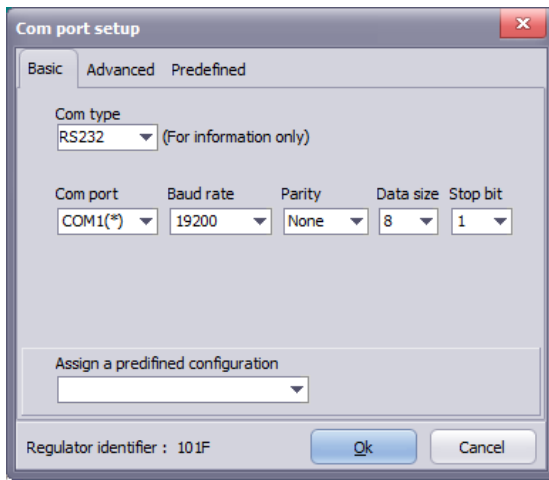 Com port setup
Basic Advanced Predefined
Com type
RS232 (For information only)
Com port Baud rate Parity Data size Stop bit
COM1(*) 19200 None 8 1
Assign a predifined configuration
Regulator identifier : 101F Ok Cancel